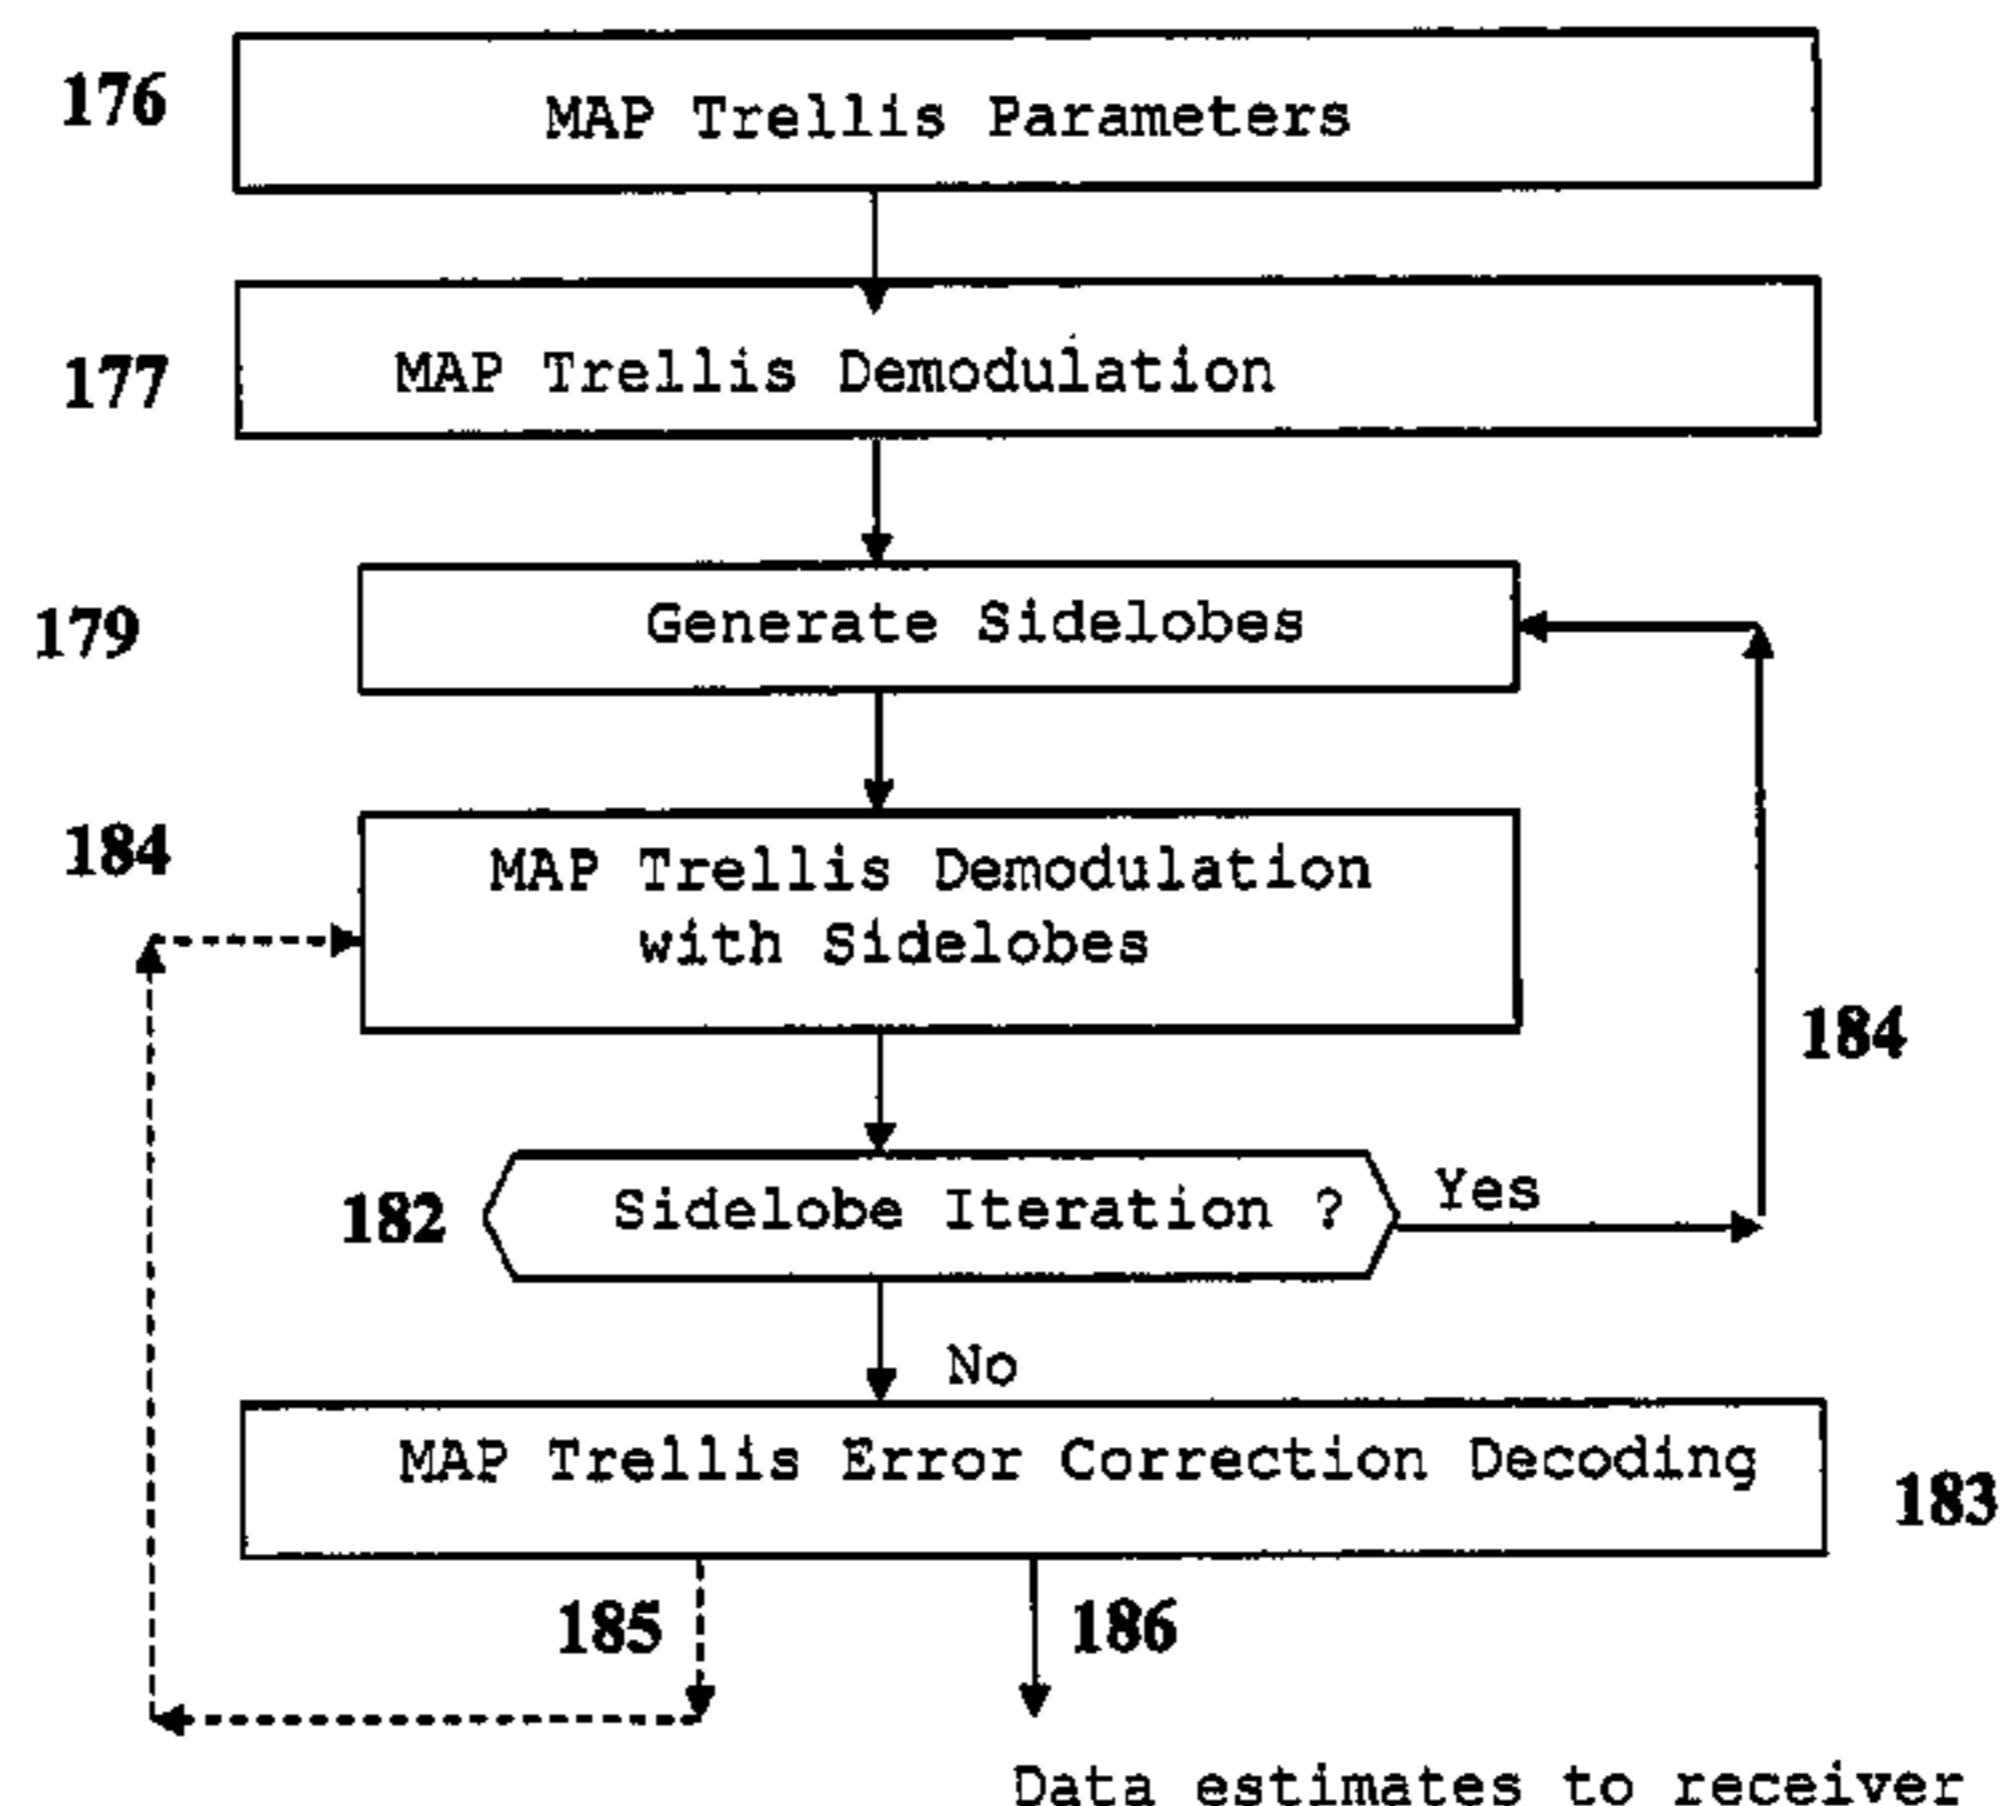 176
MAP Trellis Parameters
177
MAP Trellis Demodulation
179
Generate Sidelobes
184
MAP Trellis Demodulation
with Sidelobes
184
182
Sidelobe Iteration ?
Yes
No
MAP Trellis Error Correction Decoding
183
185
186
Data estimates to receiver